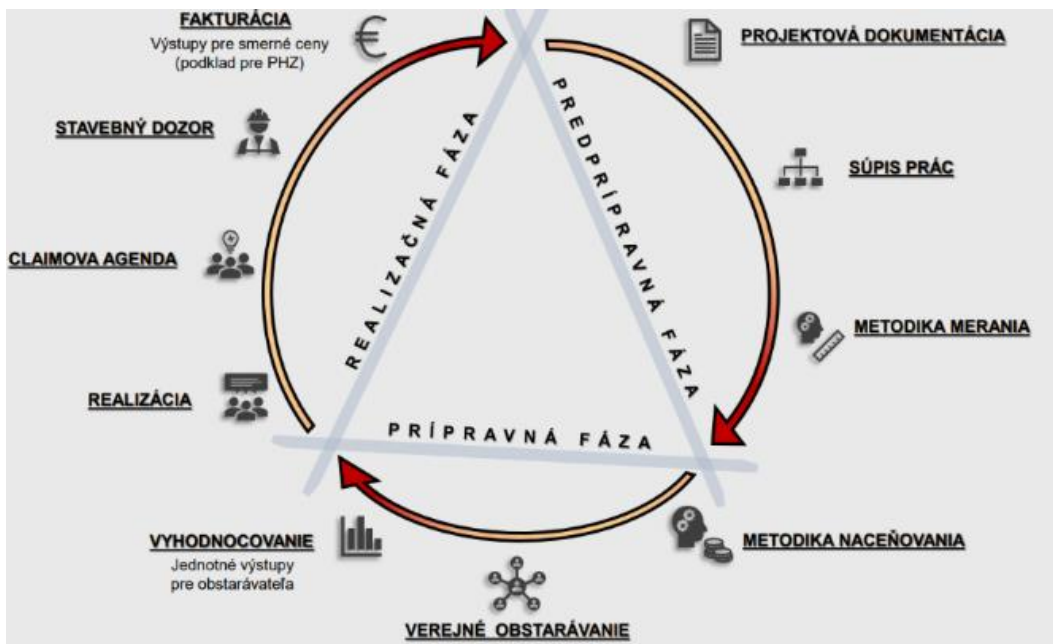 FAKTURÁCIA
Výstupy pre smerné ceny
(podklad pre PHZ)
PROJEKTOVÁ DOKUMENTÁCIA
STAVEBNÝ DOZOR
SÚPIS PRÁC
CLAIMOVA AGENDA
METODIKA MERANIA
REALIZÁCIA
REALIZAČNÁ FÁZA
PREDPRÍPRAVNÁ FÁZA
PRÍPRAVNÁ FÁZA
VYHODNOCOVANIE
Jednotné výstupy
pre obstarávateľa
METODIKA NACEŇOVANIA
VEREJNÉ OBSTARÁVANIE